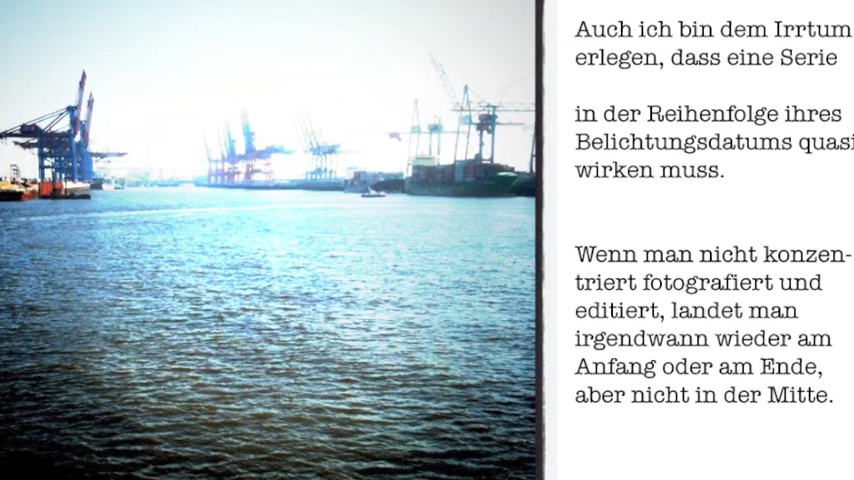 Auch ich bin dem Irrtum
erlegen, dass eine Serie
in der Reihenfolge ihres
Belichtungsdatums quasi
wirken muss.
Wenn man nicht konzen-
triert fotografiert und
editiert, landet man
irgendwann wieder am
Anfang oder am Ende,
aber nicht in der Mitte.